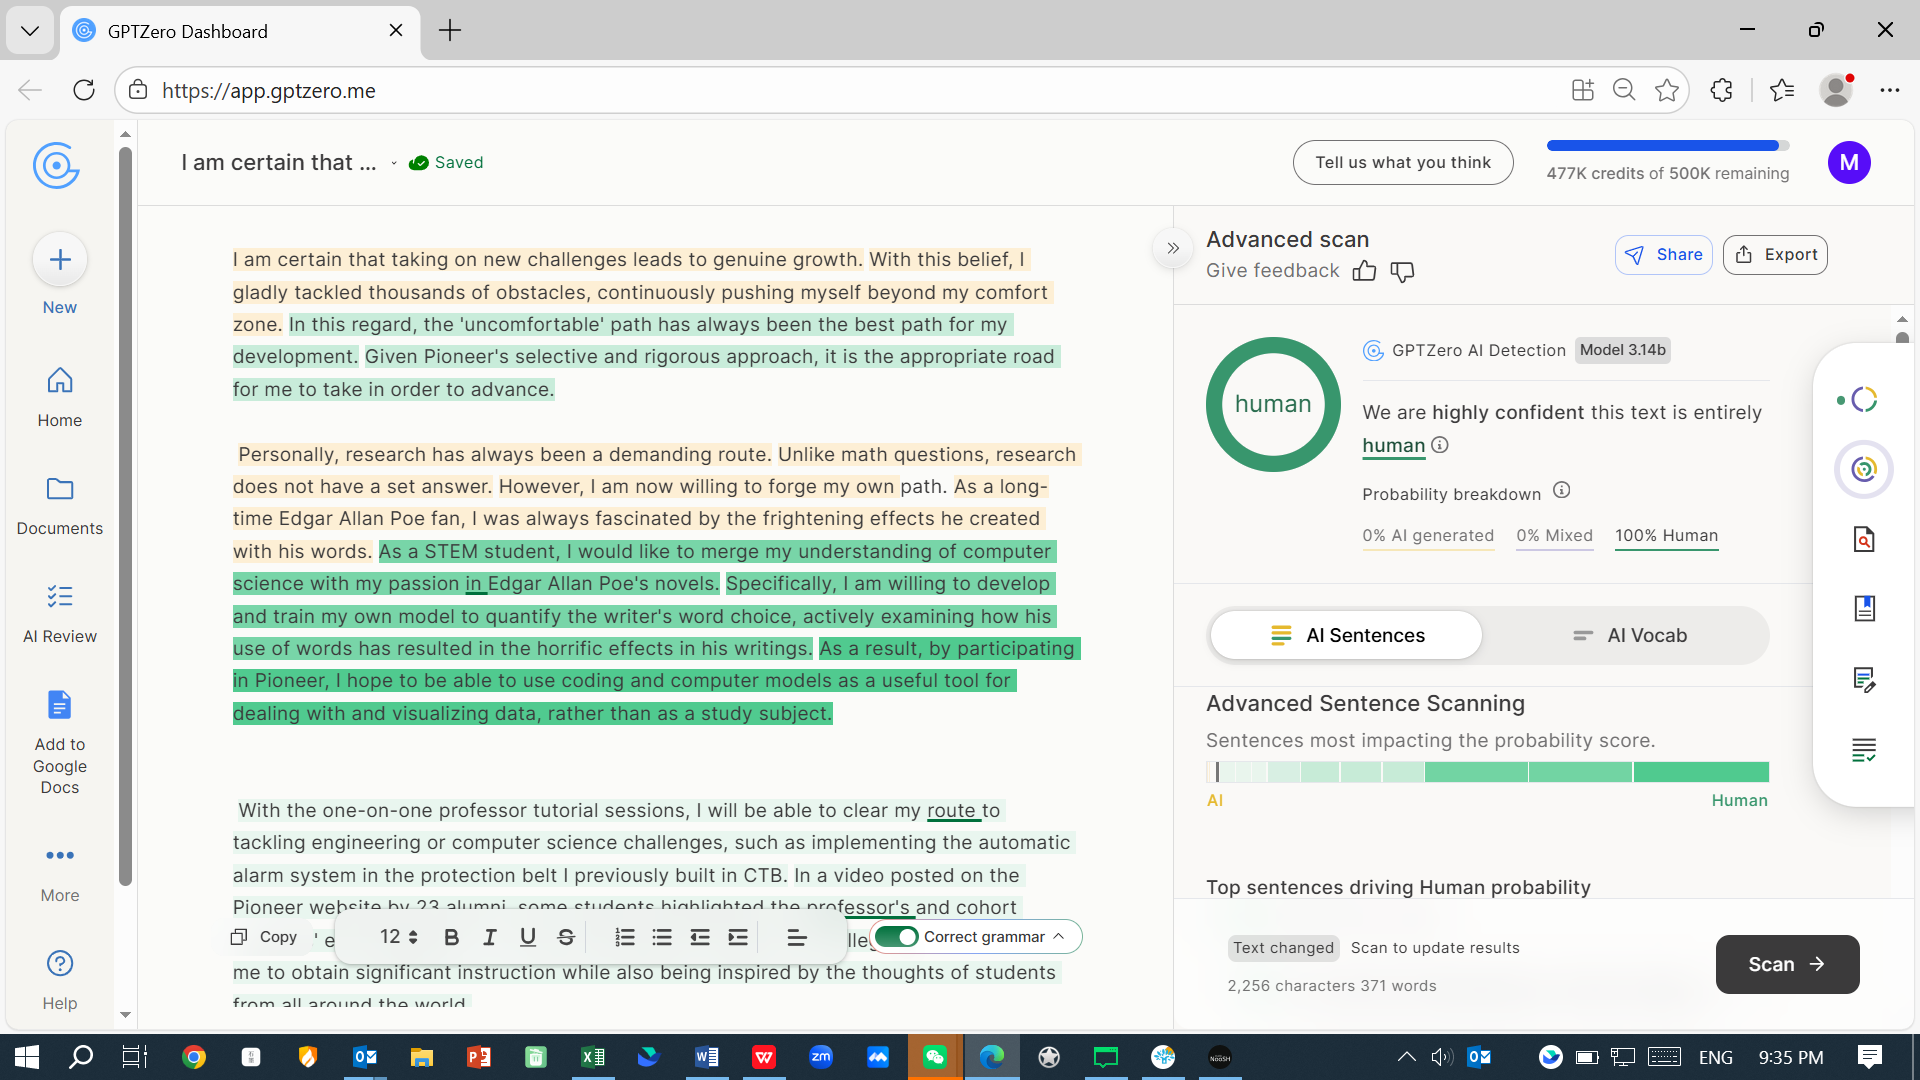 GPTZero Dashboard
https://app.gptzero.me
I am certain that ...
Saved
Tell us what you think
477K credits of 500K remaining
M
New
Home
Documents
AI Review
Add to
Google
Docs
More
Help
I am certain that taking on new challenges leads to genuine growth. With this belief, I
gladly tackled thousands of obstacles, continuously pushing myself beyond my comfort
zone. In this regard, the 'uncomfortable' path has always been the best path for my
development. Given Pioneer's selective and rigorous approach, it is the appropriate road
for me to take in order to advance.
Personally, research has always been a demanding route. Unlike math questions, research
does not have a set answer. However, I am now willing to forge my own path. As a long-
time Edgar Allan Poe fan, I was always fascinated by the frightening effects he created
with his words. As a STEM student, I would like to merge my understanding of computer
science with my passion in Edgar Allan Poe's novels. Specifically, I am willing to develop
and train my own model to quantify the writer's word choice, actively examining how his
use of words has resulted in the horrific effects in his writings. As a result, by participating
in Pioneer, I hope to be able to use coding and computer models as a useful tool for
dealing with and visualizing data, rather than as a study subject.
With the one-on-one professor tutorial sessions, I will be able to clear my route to
tackling engineering or computer science challenges, such as implementing the automatic
alarm system in the protection belt I previously built in CTB. In a video posted on the
Pioneer website by 23 alumni, some students highlighted the professor's and cohort
me to obtain significant instruction while also being inspired by the thoughts of students
from all around the world.
Copy
12
B I U S
Correct grammar
Advanced scan
Give feedback
Share
Export
human
GPTZero AI Detection Model 3.14b
We are highly confident this text is entirely
human
Probability breakdown
0% AI generated 0% Mixed 100% Human
AI Sentences
AI Vocab
Advanced Sentence Scanning
Sentences most impacting the probability score.
AI
Human
Top sentences driving Human probability
Text changed Scan to update results
2,256 characters 371 words
Scan
ENG
9:35 PM